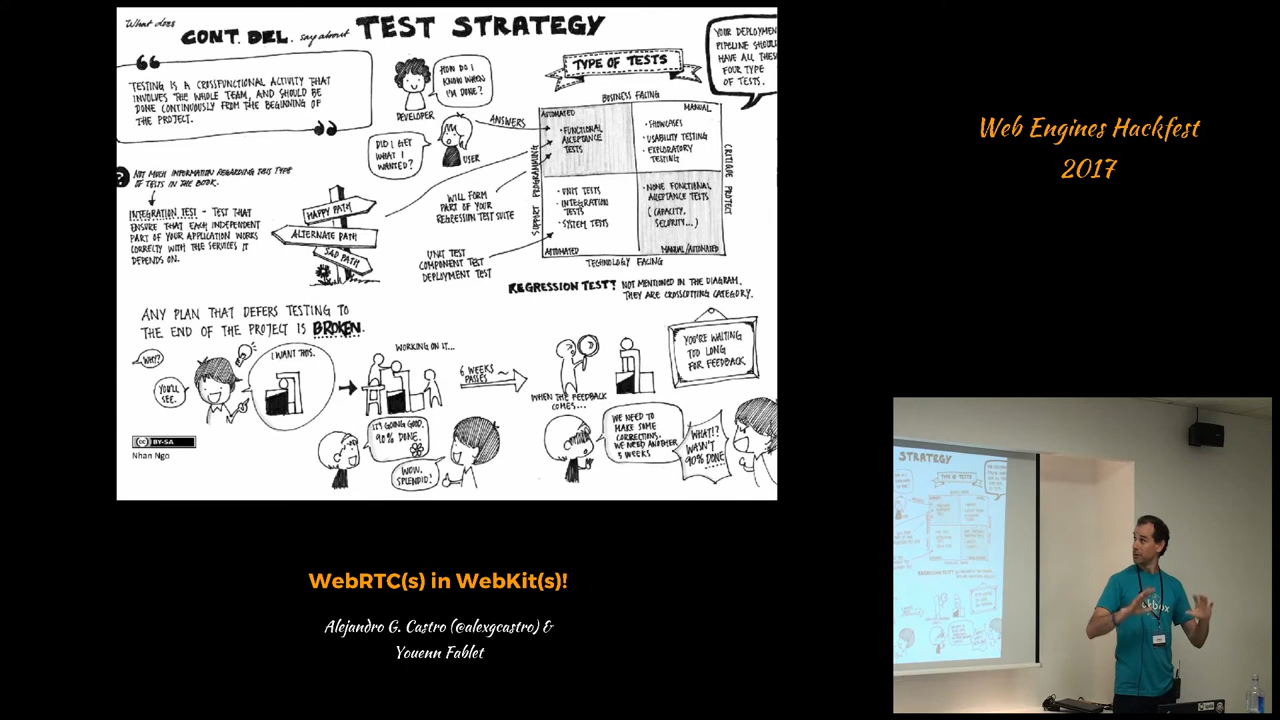 What does
CONT. DEL. say about TEST STRATEGY
“
TESTING IS A CROSSFUNCTIONAL ACTIVITY THAT
INVOLVES THE WHOLE TEAM, AND SHOULD BE
DONE CONTINUOUSLY FROM THE BEGINNING OF
THE PROJECT.
”
DEVELOPER
HOW DO I
KNOW WHEN
I'M DONE?
DID I GET
WHAT I
WANTED?
USER
ANSWERS
TYPE OF TESTS
YOUR DEPLOYMEN
PIPELINE SHOUL
HAVE ALL THES
FOUR TYPE
OF TESTS.
BUSINESS FACING
AUTOMATED
• FUNCTIONAL
ACCEPTANCE
TESTS
MANUAL
• SHOWCASES
• USABILITY TESTING
• EXPLORATORY
TESTING
SUPPORT PROGRAMMING
CRITIQUE PROJECT
• UNIT TESTS
• INTEGRATION
TESTS
• SYSTEM TESTS
AUTOMATED
• NONE FUNCTIONAL
ACCEPTANCE TESTS
(CAPACITY,
SECURITY...)
MANUAL/AUTOMATED
TECHNOLOGY FACING
? NOT MUCH INFORMATION REGARDING THIS TYPE
OF TESTS IN THE BOOK.
INTEGRATION TEST - TEST THAT
ENSURE THAT EACH INDEPENDENT
PART OF YOUR APPLICATION WORKS
CORRECTLY WITH THE SERVICES IT
DEPENDS ON.
HAPPY PATH
ALTERNATE PATH
SAD PATH
WILL FORM
PART OF YOUR
REGRESSION TEST SUITE
UNIT TEST
COMPONENT TEST
DEPLOYMENT TEST
REGRESSION TEST? NOT MENTIONED IN THE DIAGRAM.
THEY ARE CROSSCUTTING CATEGORY.
ANY PLAN THAT DEFERS TESTING TO
THE END OF THE PROJECT IS BROKEN.
WHY?
YOU'LL
SEE.
I WANT THIS.
WORKING ON IT...
6 WEEKS
PASSES
WHEN THE FEEDBACK
COMES...
YOU'RE WAITING
TOO LONG
FOR FEEDBACK
IT'S GOING GOOD.
90% DONE.
WOW.
SPLENDID!
WE NEED TO
MAKE SOME
CORRECTIONS.
WE NEED ANOTHER
5 WEEKS
WHAT!?
WASN'T
90% DONE
cc BY-SA
Nhan Ngo
Web Engines Hackfest
2017
WebRTC(s) in WebKit(s)!
Alejandro G. Castro (@alexgcastro) &
Youenn Fablet
STRATEGY
TYPE OF TESTS